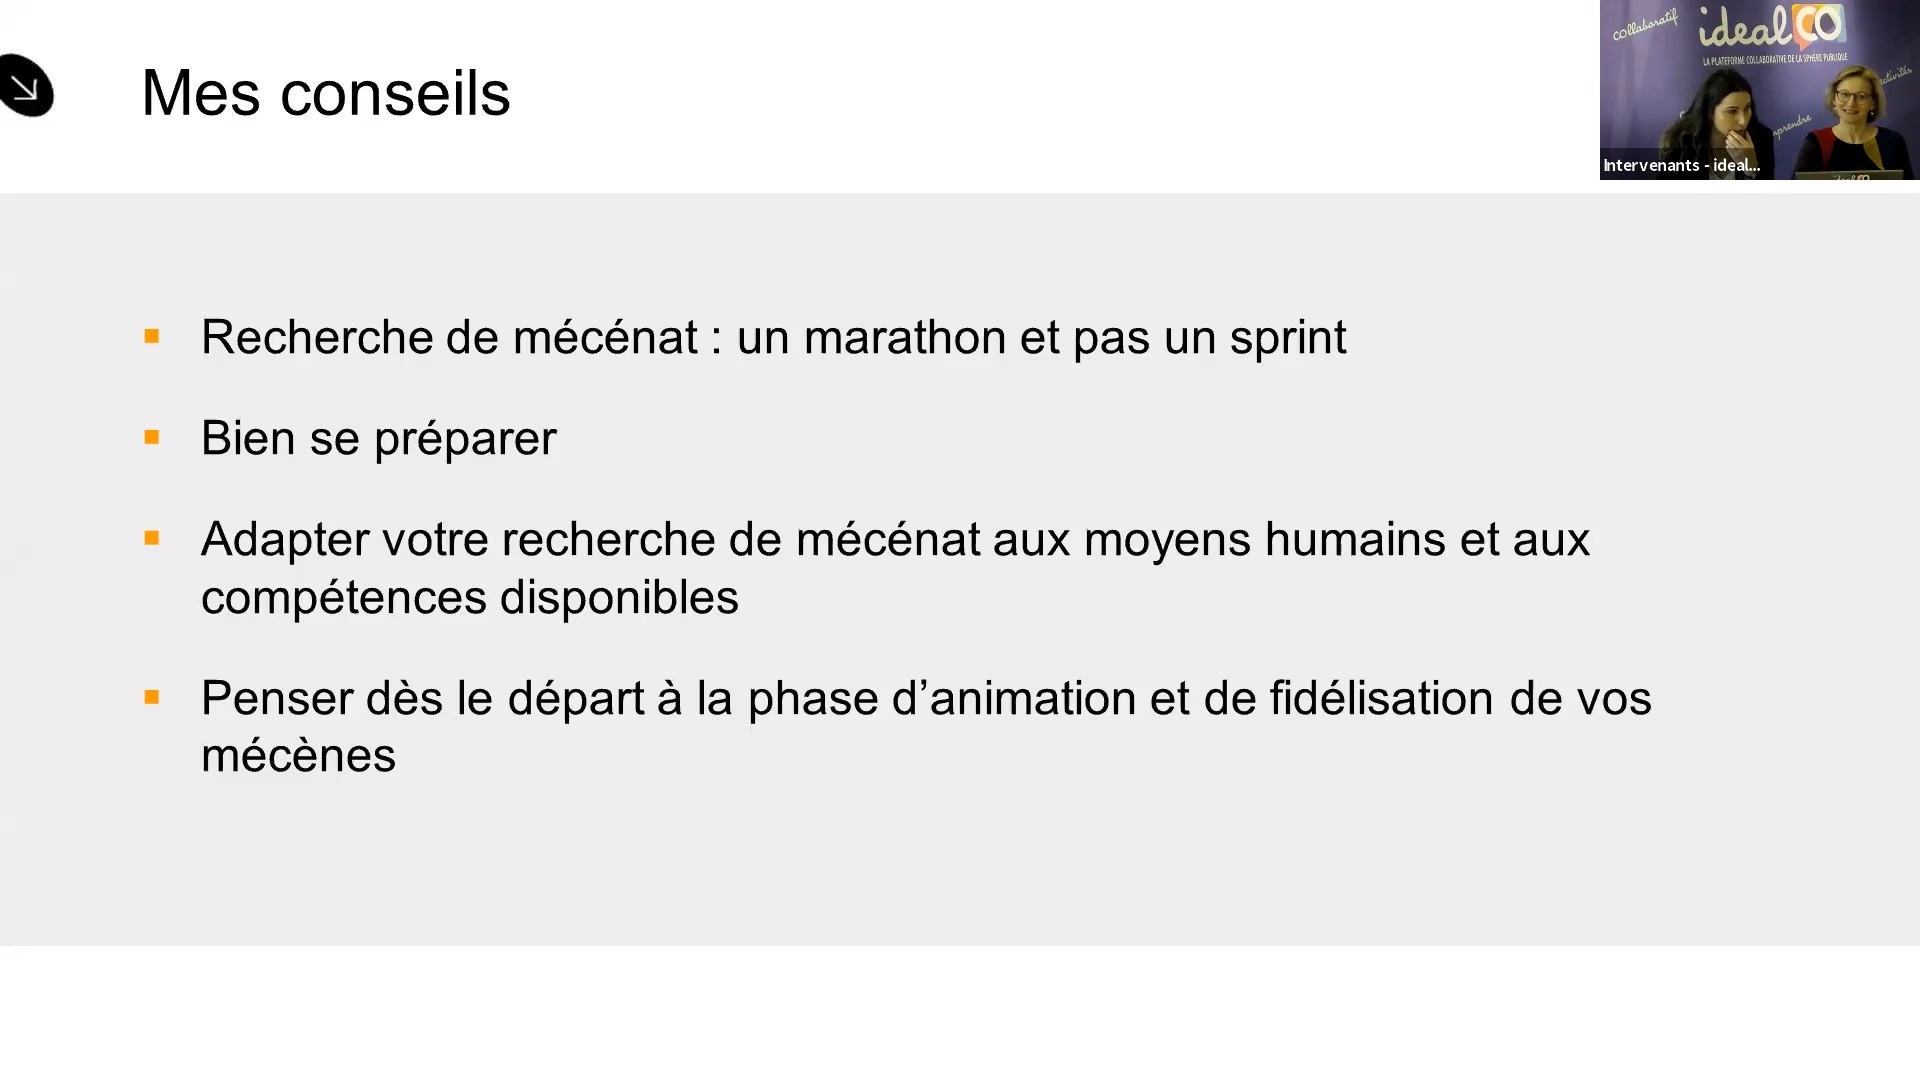 Mes conseils
collaboratif
idealCO
LA PLATEFORME COLLABORATIVE DE LA SPHÈRE PUBLIQUE
Intervenants - ideal...
Recherche de mécénat : un marathon et pas un sprint
Bien se préparer
Adapter votre recherche de mécénat aux moyens humains et aux
compétences disponibles
Penser dès le départ à la phase d’animation et de fidélisation de vos
mécènes